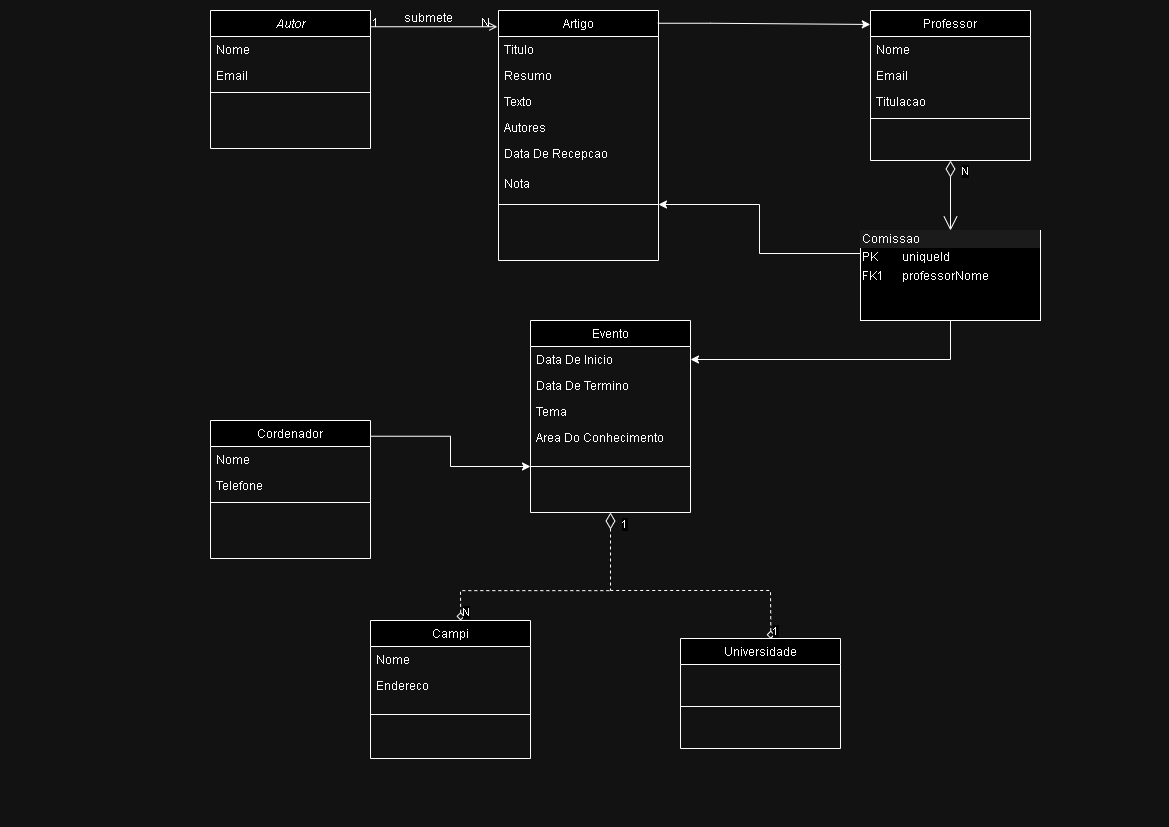 Autor
Nome
Email
1 submete N
Artigo
Titulo
Resumo
Texto
Autores
Data De Recepcao
Nota
Professor
Nome
Email
Titulacao
N
Comissao
PK uniqueId
FK1 professorNome
Evento
Data De Inicio
Data De Termino
Tema
Area Do Conhecimento
Cordenador
Nome
Telefone
1
N
Campi
Nome
Endereco
1
Universidade